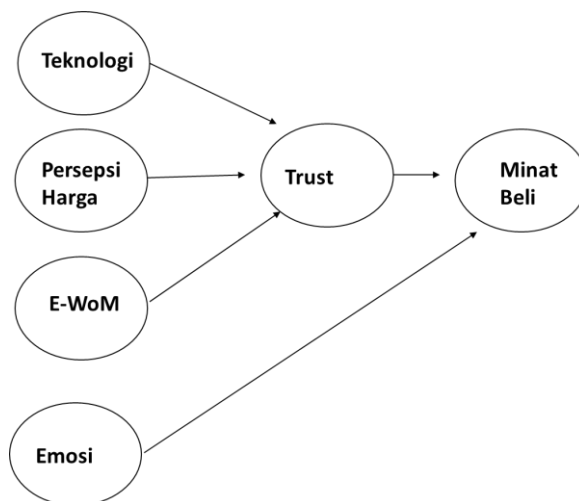 Teknologi
Persepsi
Harga
Trust
Minat
Beli
E-WoM
Emosi